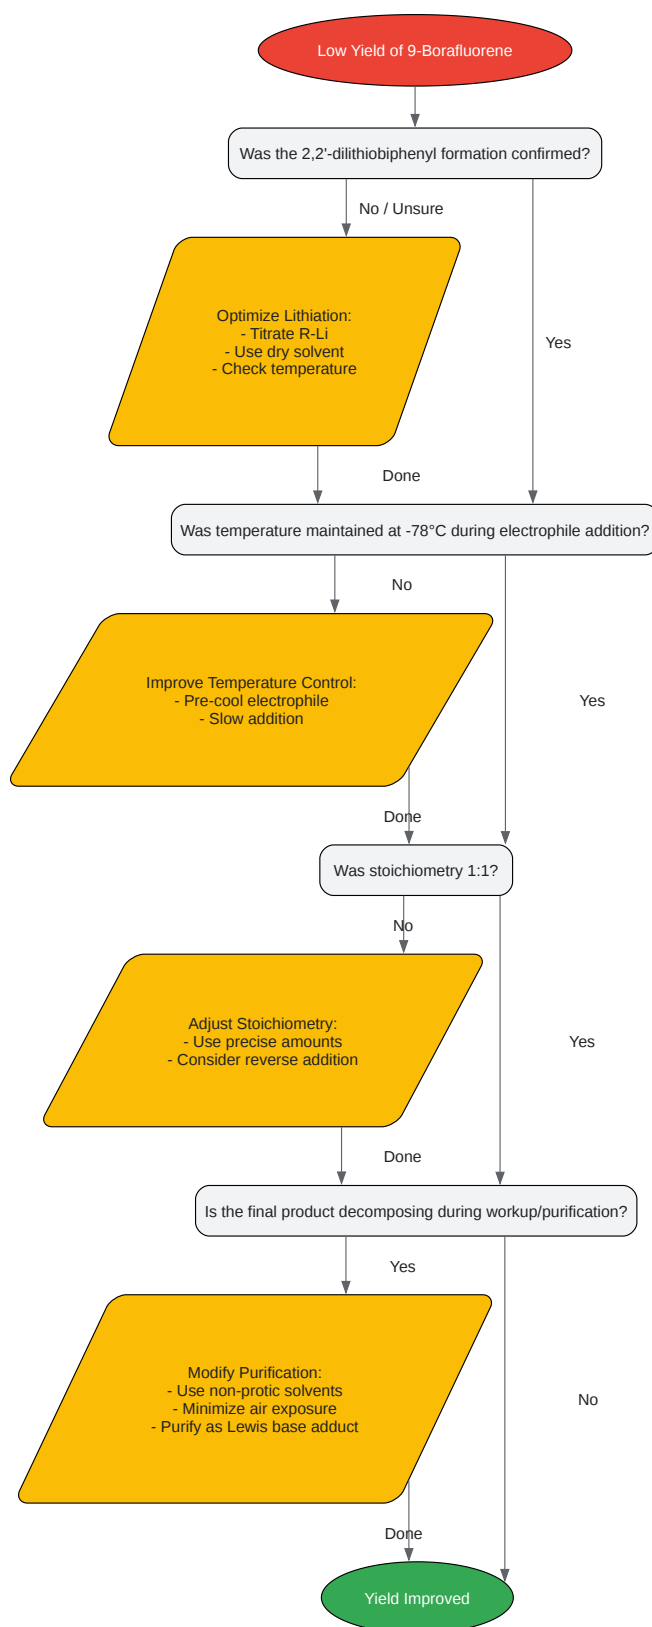 Low Yield of 9-Borafluorene
Was the 2,2'-dilithiobiphenyl formation confirmed?
No / Unsure
Optimize Lithiation:
- Titrate R-Li
- Use dry solvent
- Check temperature
Yes
Done
Was temperature maintained at -78°C during electrophile addition?
No
Improve Temperature Control:
- Pre-cool electrophile
- Slow addition
Yes
Done
Was stoichiometry 1:1?
No
Adjust Stoichiometry:
- Use precise amounts
- Consider reverse addition
Yes
Done
Is the final product decomposing during workup/purification?
Yes
Modify Purification:
- Use non-protic solvents
- Minimize air exposure
- Purify as Lewis base adduct
No
Done
Yield Improved